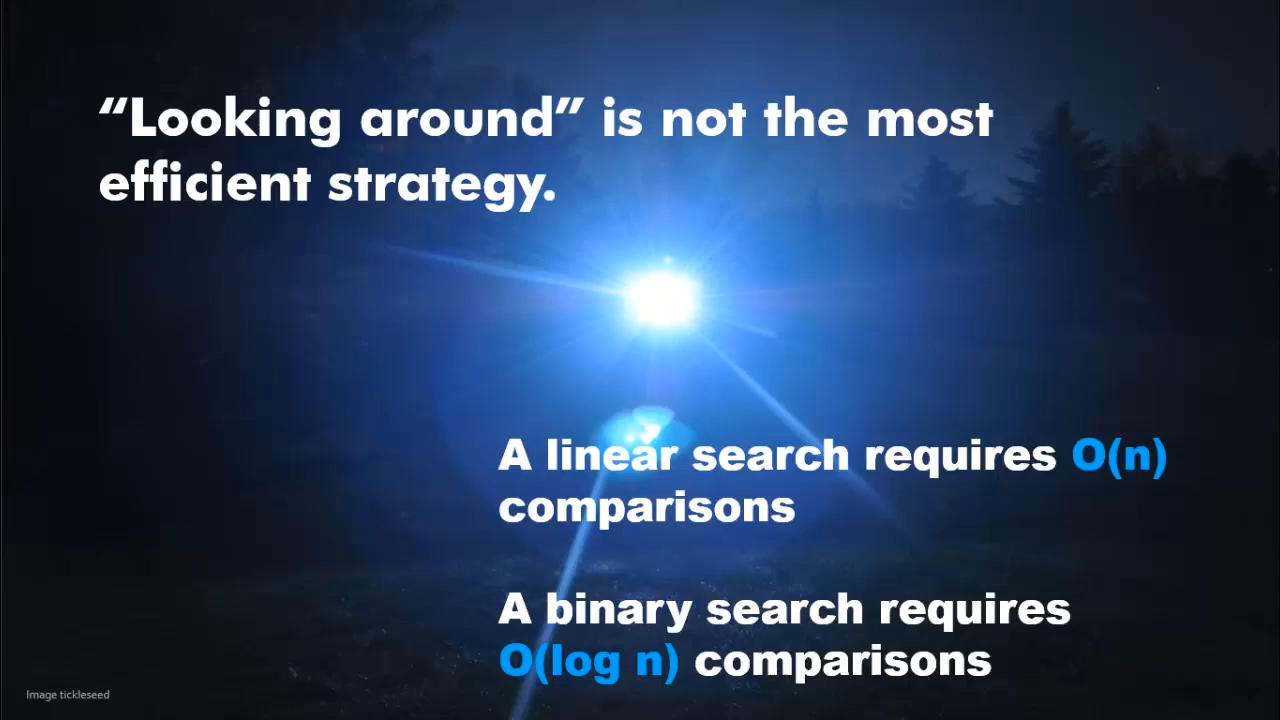 “Looking around” is not the most
efficient strategy.
A linear search requires O(n)
comparisons
A binary search requires
O(log n) comparisons
Image tickleseed